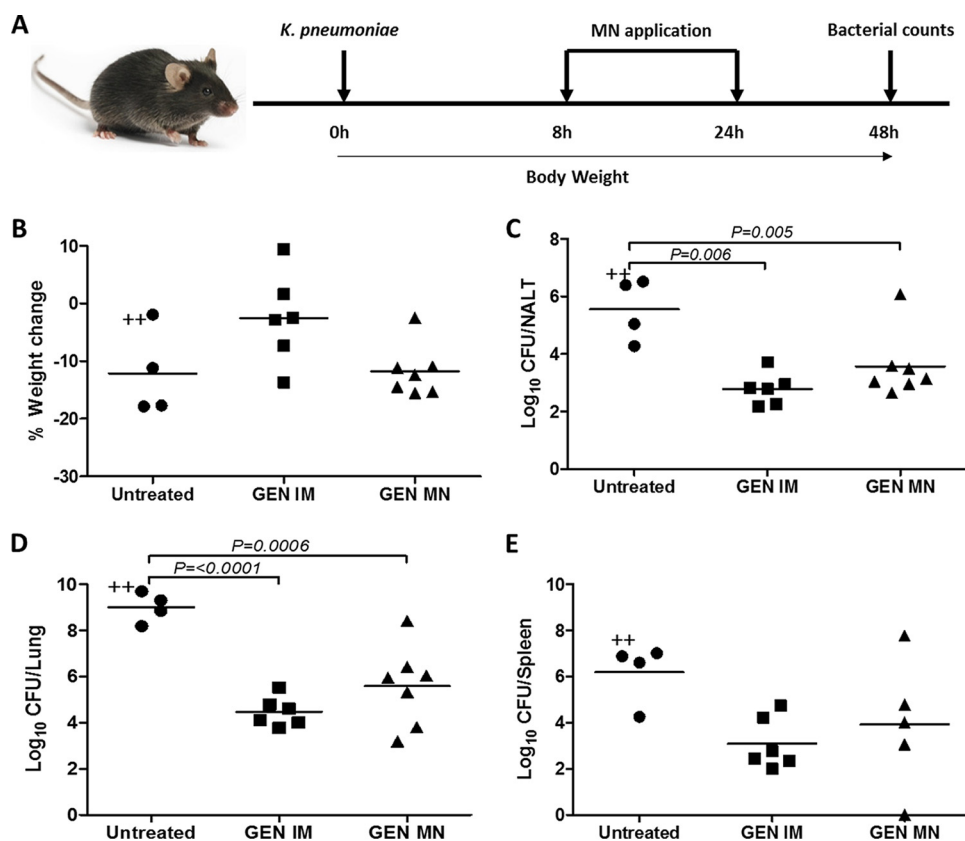 A
K. pneumoniae
MN application
Bacterial counts
0h
8h
24h
48h
Body Weight
B
% Weight change
10
0
-10
-20
-30
++
Untreated
GEN IM
GEN MN
C
Log10 CFU/NALT
8
6
4
2
0
P=0.005
P=0.006
++
Untreated
GEN IM
GEN MN
D
Log10 CFU/Lung
10
8
6
4
2
0
P=0.0006
P=<0.0001
++
Untreated
GEN IM
GEN MN
E
Log10 CFU/Spleen
10
8
6
4
2
0
++
Untreated
GEN IM
GEN MN